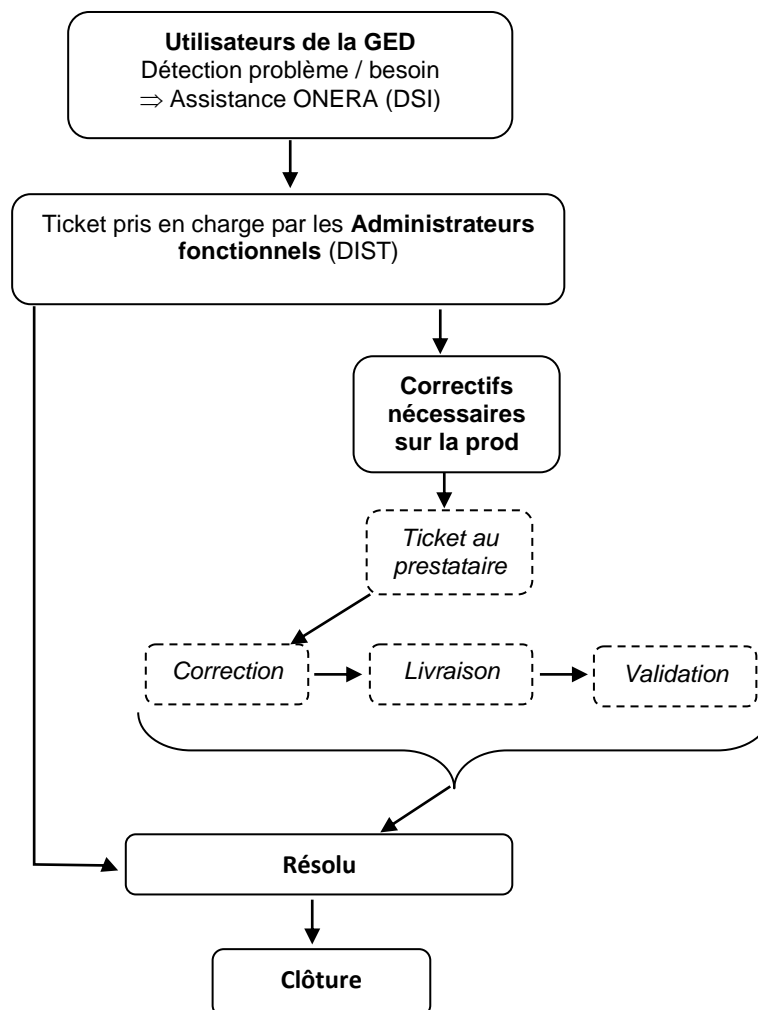 Utilisateurs de la GED
Détection problème / besoin
⇒ Assistance ONERA (DSI)
Ticket pris en charge par les Administrateurs
fonctionnels (DIST)
Correctifs
nécessaires
sur la prod
Ticket au
prestataire
Correction
Livraison
Validation
Résolu
Clôture